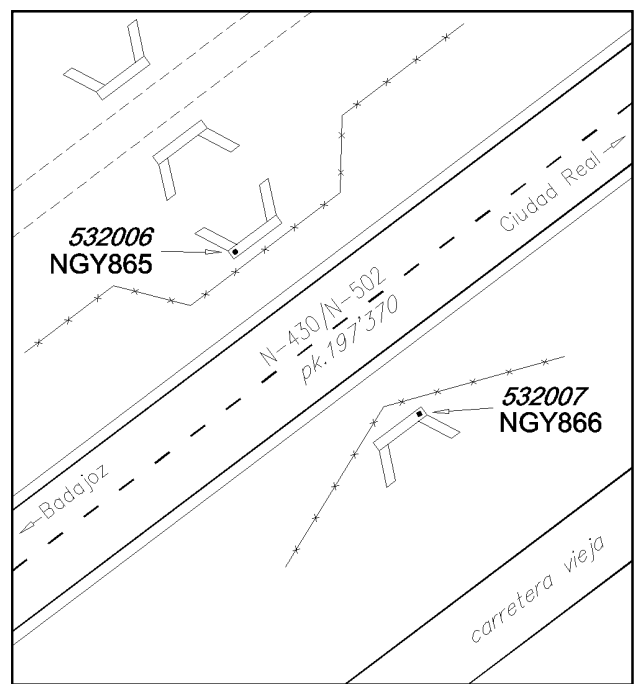 Ciudad Real
532006
NGY865
N-430/N-502
pk.197'370
532007
NGY866
Badajoz
carretera vieja